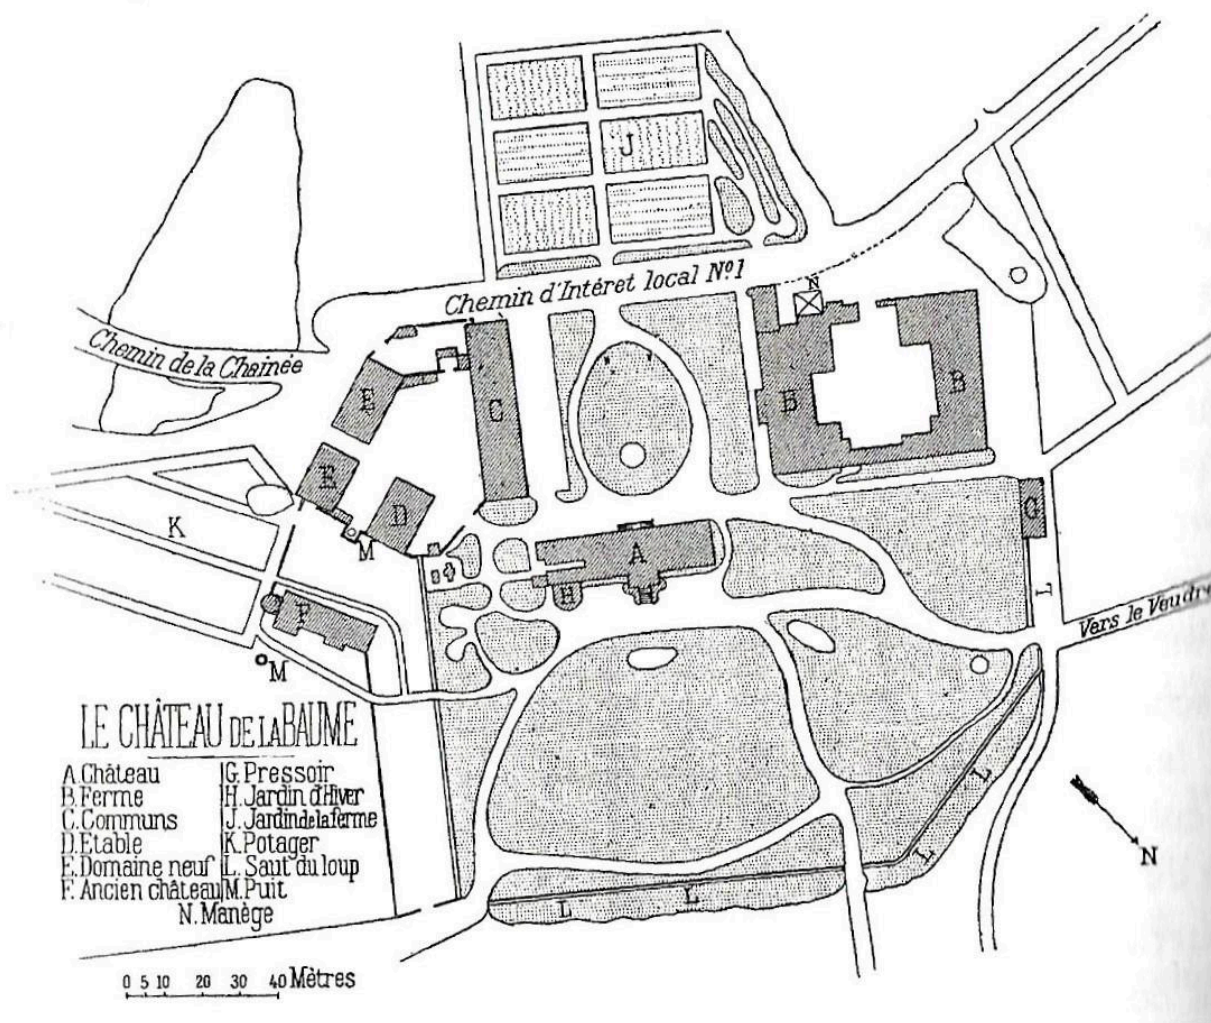 J
Chemin d'Intéret local Nº1
N
Chemin de la Chainée
E
C
B
B
E
D
G
K
M
A
H
H
L
F
Vers le Veudre
M
LE CHÂTEAU DE LA BAUME
A. Château
B. Ferme
C. Communs
D. Etable
E. Domaine neuf
F. Ancien château
G. Pressoir
H. Jardin d'Hiver
J. Jardin de la ferme
K. Potager
L. Saut du loup
M. Puit
N. Manège
L
L
L
L
N
0 5 10 20 30 40 Mètres